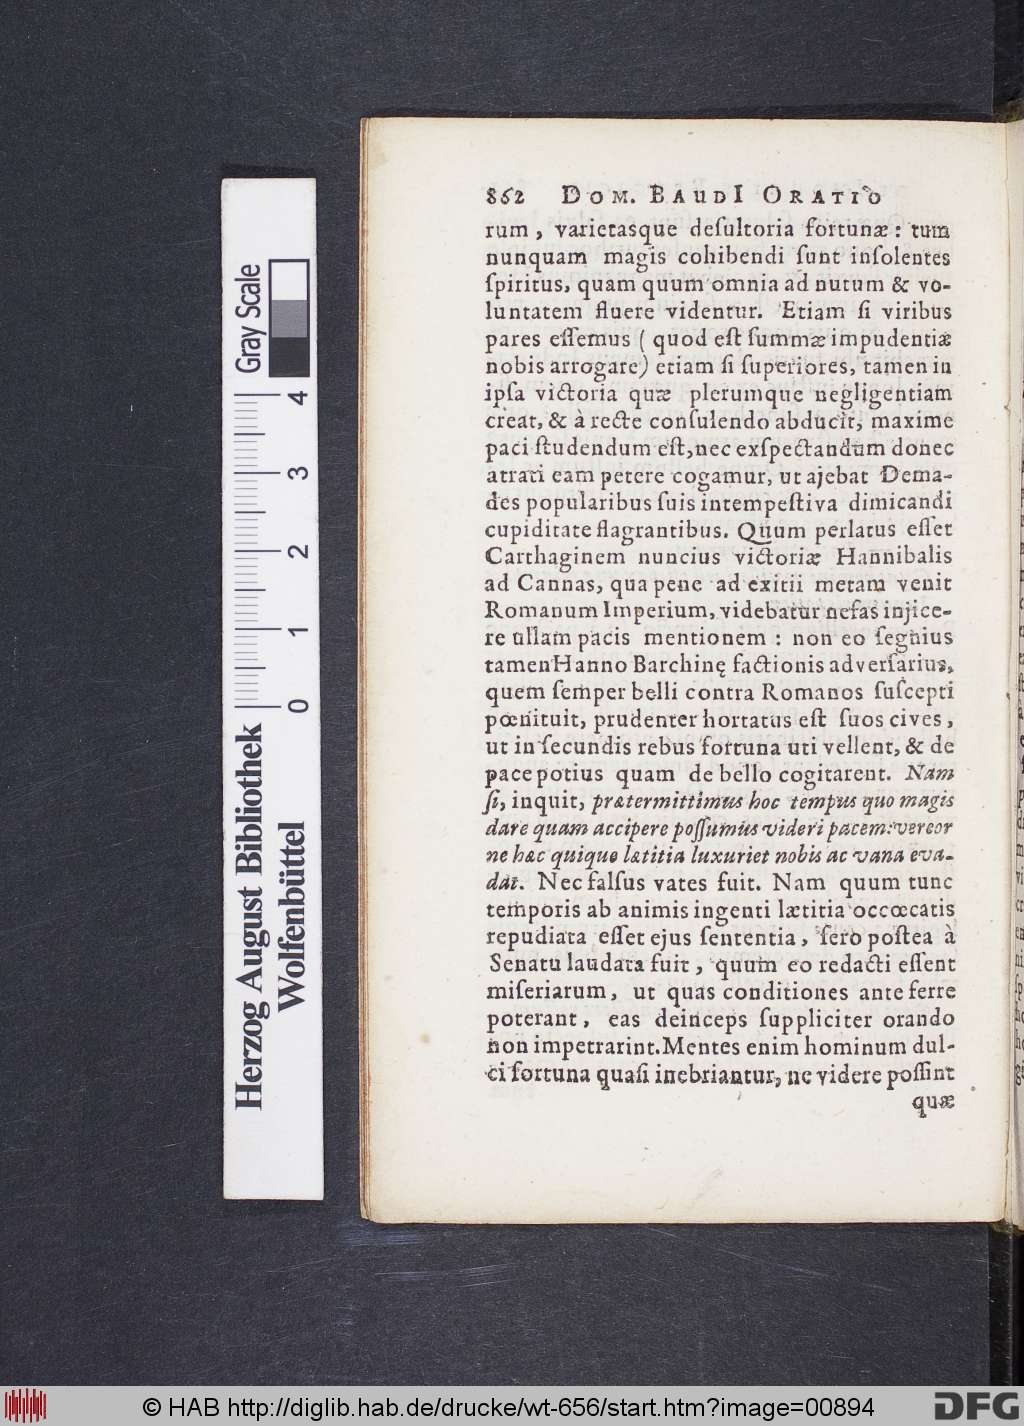 862 DOM. BAUDI ORATIO
rum, varietasque deſultoria fortunæ: tum
nunquam magis cohibendi ſunt inſolentes
ſpiritus, quam quum omnia ad nutum & vo-
luntatem fluere videntur. Etiam ſi viribus
pares eſſemus ( quod eſt ſummæ impudentiæ
nobis arrogare) etiam ſi ſuperiores, tamen in
ipſa victoria quæ plerumque negligentiam
creat, & à recte conſulendo abducit, maxime
paci ſtudendum eſt, nec exſpectandum donec
atrati eam petere cogamur, ut ajebat Dema-
des popularibus ſuis intempeſtiva dimicandi
cupiditate flagrantibus. Quum perlatus eſſet
Carthaginem nuncius victoriæ Hannibalis
ad Cannas, qua pene ad exitii metam venit
Romanum Imperium, videbatur nefas injice-
re ullam pacis mentionem : non eo ſegnius
tamen Hanno Barchinę factionis adverſarius,
quem ſemper belli contra Romanos ſuſcepti
pœnituit, prudenter hortatus eſt ſuos cives,
ut in ſecundis rebus fortuna uti vellent, & de
pace potius quam de bello cogitarent. Nam
ſi, inquit, prætermittimus hoc tempus quo magis
dare quam accipere poſſumus videri pacem: vereor
ne hæc quique lætitia luxuriet nobis ac vana eva-
dat. Nec falſus vates fuit. Nam quum tunc
temporis ab animis ingenti lætitia occœcatis
repudiata eſſet ejus ſententia, ſero poſtea à
Senatu laudata fuit, quum eo redacti eſſent
miſeriarum, ut quas conditiones ante ferre
poterant, eas deinceps ſuppliciter orando
non impetrarint. Mentes enim hominum dul-
ci fortuna quaſi inebriantur, ne videre poſſint
quæ
Herzog August Bibliothek
Wolfenbüttel
0 1 2 3 4
Gray Scale
© HAB http://diglib.hab.de/drucke/wt-656/start.htm?image=00894
DFG